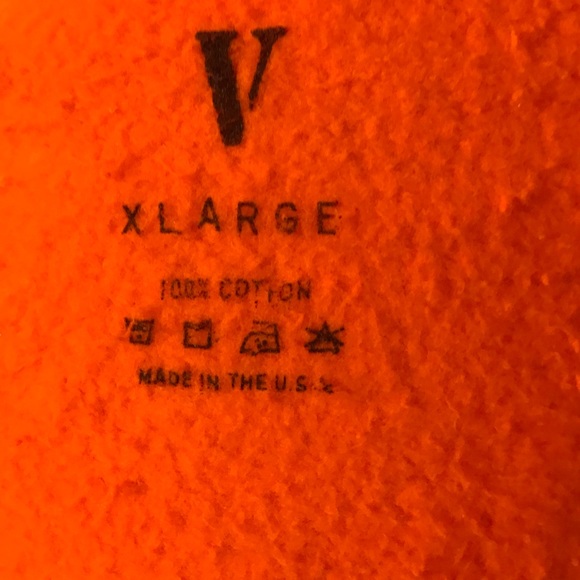 V
XLARGE
100% COTTON
MADE IN THE U.S.A.